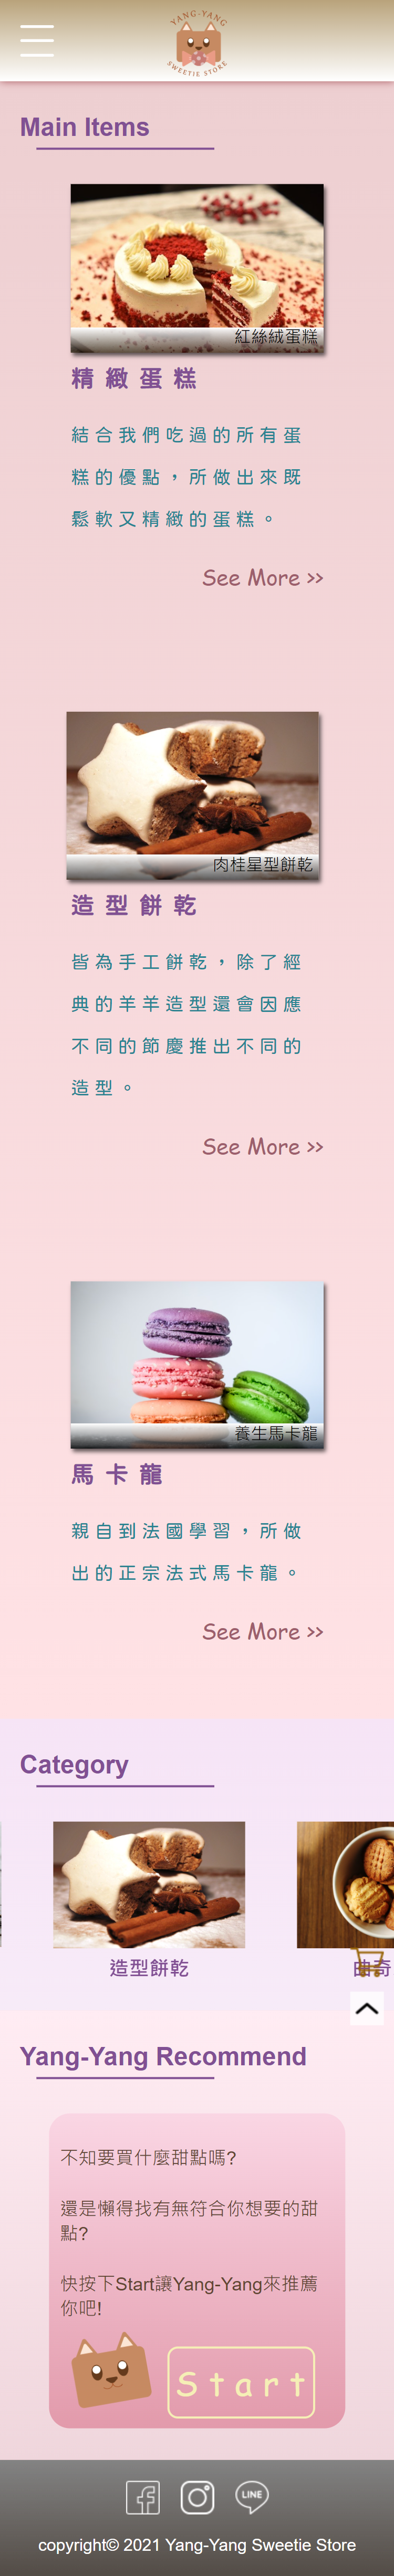 YANG-YANG
SWEETIE STORE
Main Items
紅絲絨蛋糕
精緻蛋糕
結合我們吃過的所有蛋
糕的優點，所做出來既
鬆軟又精緻的蛋糕。
See More >>
肉桂星型餅乾
造型餅乾
皆為手工餅乾，除了經
典的羊羊造型還會因應
不同的節慶推出不同的
造型。
See More >>
養生馬卡龍
馬卡龍
親自到法國學習，所做
出的正宗法式馬卡龍。
See More >>
Category
造型餅乾
曲奇
Yang-Yang Recommend
不知要買什麼甜點嗎?
還是懶得找有無符合你想要的甜
點?
快按下Start讓Yang-Yang來推薦
你吧!
Start
LINE
copyright© 2021 Yang-Yang Sweetie Store